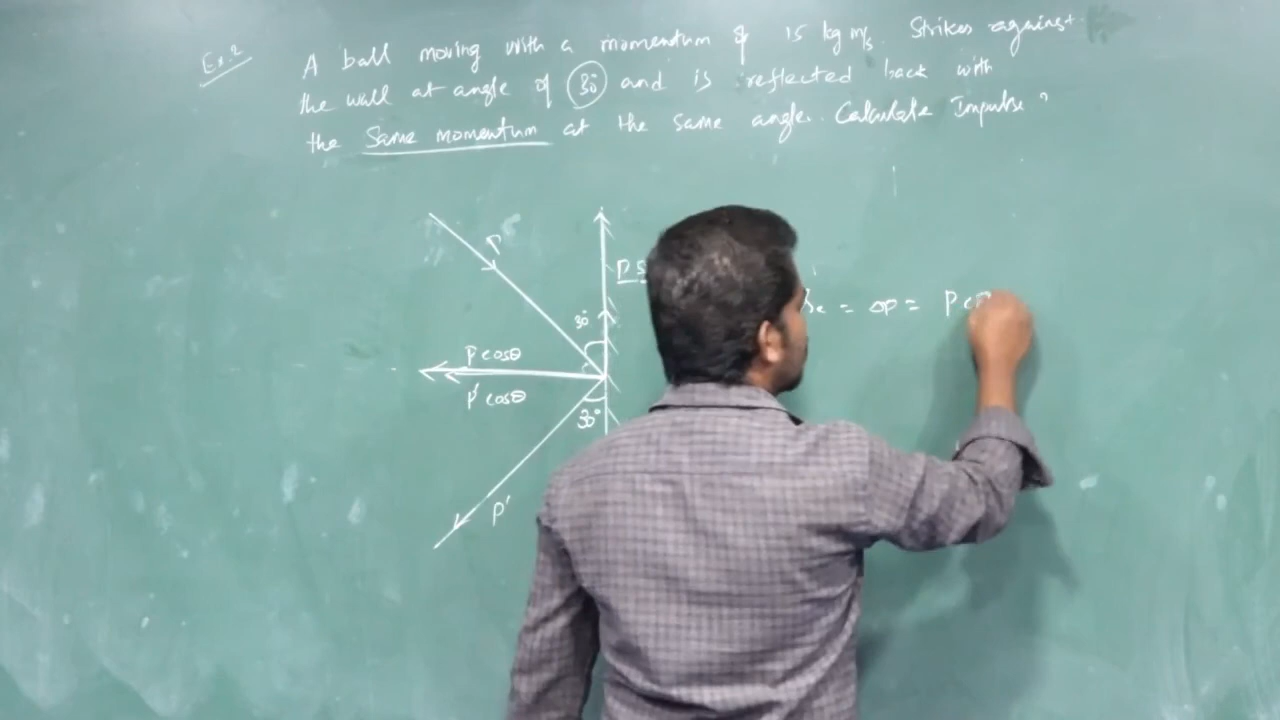 Ex.2
A ball moving with a momentum of 15 kg m/s. Strikes against
the wall at angle of 30° and is reflected back with
the Same momentum at the same angle. Calculate Impulse?
P
30°
P cosθ
P' cosθ
30°
P'
= ΔP =